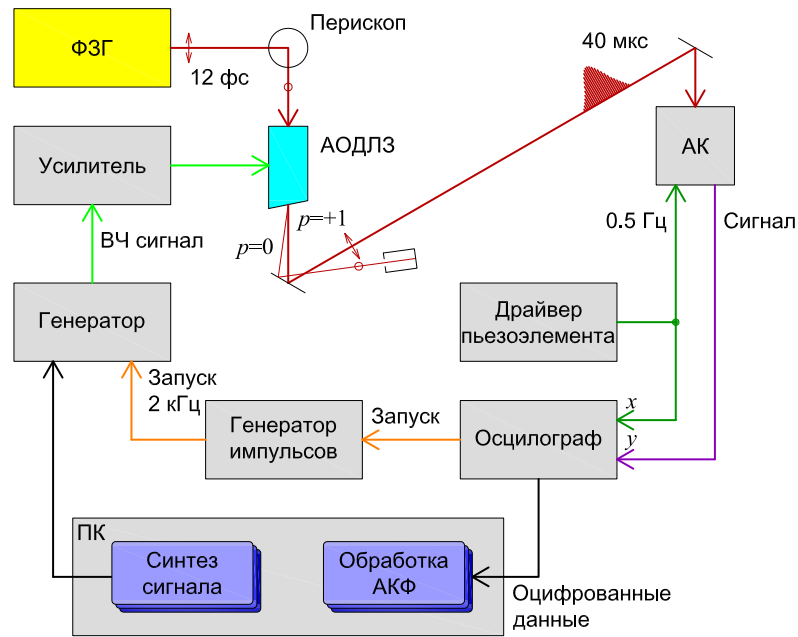 ФЗГ
Перископ
12 фс
40 мкс
АОДЛЗ
АК
Усилитель
p=+1
p=0
0.5 Гц
Сигнал
ВЧ сигнал
Генератор
Драйвер
пьезоэлемента
Запуск
2 кГц
Генератор
импульсов
Запуск
Осцилограф
x
y
ПК
Синтез
сигнала
Обработка
АКФ
Оцифрованные
данные